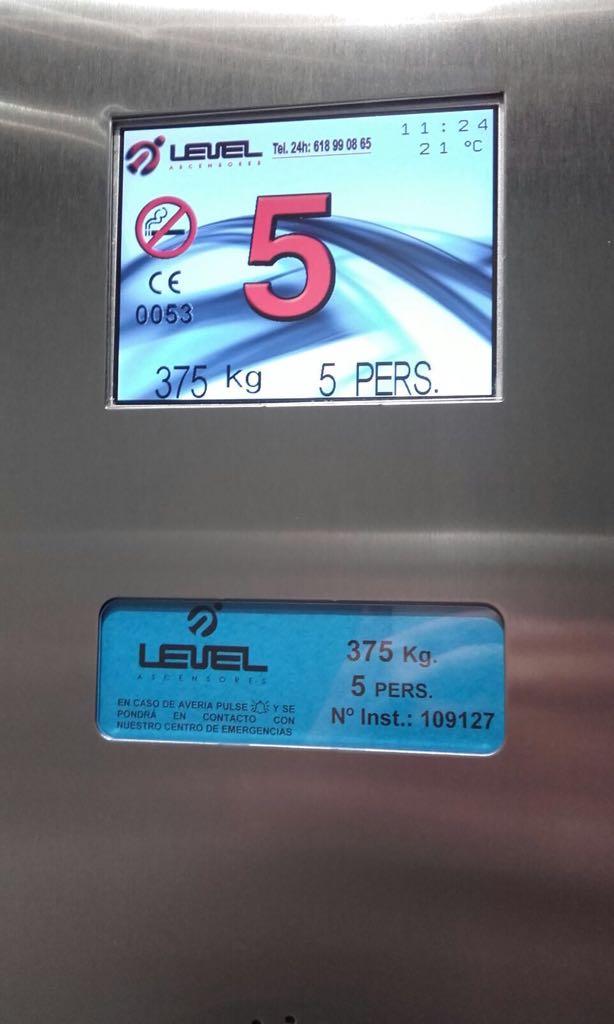 LEVEL Tel. 24h: 618 99 08 65 11:24
ASCENSORES 21 ºC
5
CE
0053
375 kg 5 PERS.
LEVEL
ASCENSORES
375 Kg.
5 PERS.
Nº Inst.: 109127
EN CASO DE AVERIA PULSE Y SE
PONDRÁ EN CONTACTO CON
NUESTRO CENTRO DE EMERGENCIAS